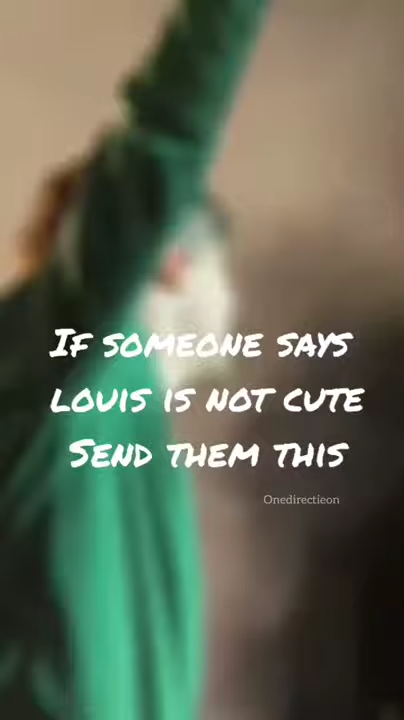 If someone says
louis is not cute
Send them this
Onedirectieon